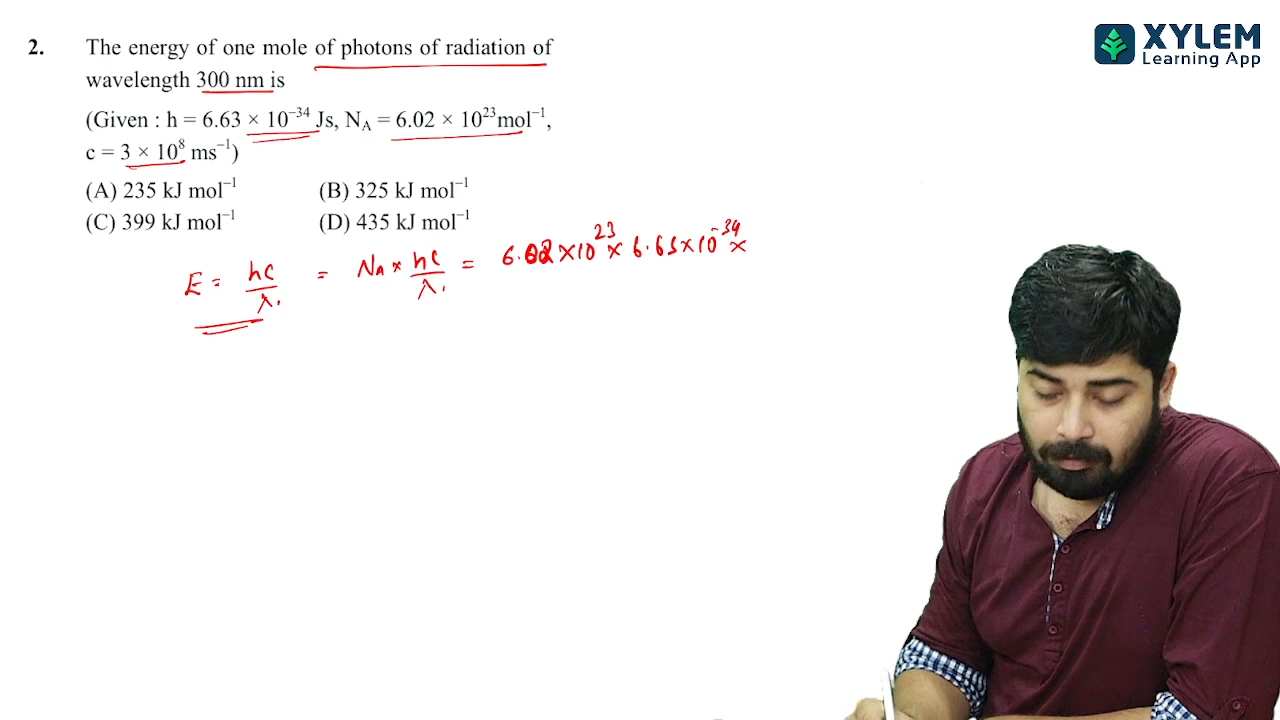 XYLEM
Learning App
2. The energy of one mole of photons of radiation of
wavelength 300 nm is
(Given : h = 6.63 × 10⁻³⁴ Js, N_A = 6.02 × 10²³mol⁻¹,
c = 3 × 10⁸ ms⁻¹)
(A) 235 kJ mol⁻¹ (B) 325 kJ mol⁻¹
(C) 399 kJ mol⁻¹ (D) 435 kJ mol⁻¹
E = hc/λ = N_A × hc/λ = 6.02 × 10²³ × 6.63 × 10⁻³⁴ ×